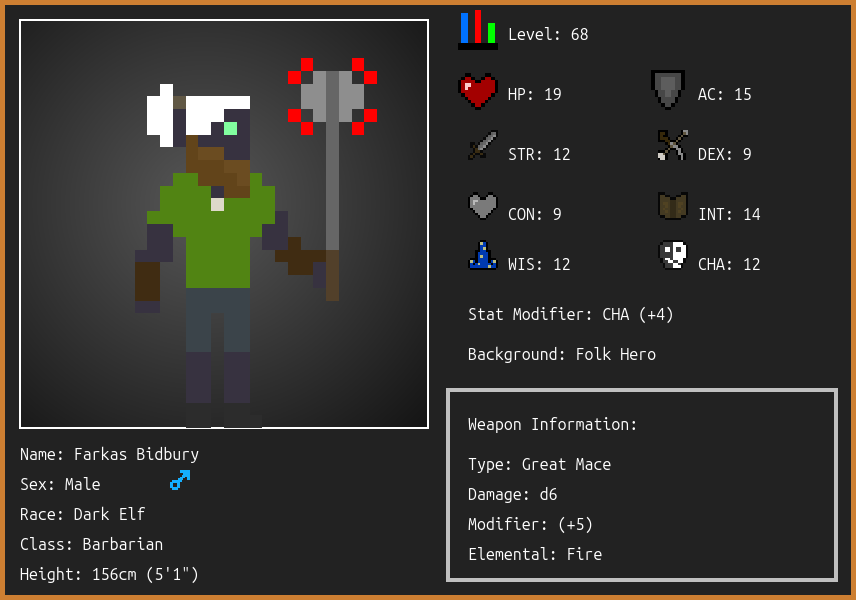 Level: 68
HP: 19
AC: 15
STR: 12
DEX: 9
CON: 9
INT: 14
WIS: 12
CHA: 12
Stat Modifier: CHA (+4)
Background: Folk Hero
Weapon Information:
Type: Great Mace
Damage: d6
Modifier: (+5)
Elemental: Fire
Name: Farkas Bidbury
Sex: Male
Race: Dark Elf
Class: Barbarian
Height: 156cm (5'1")